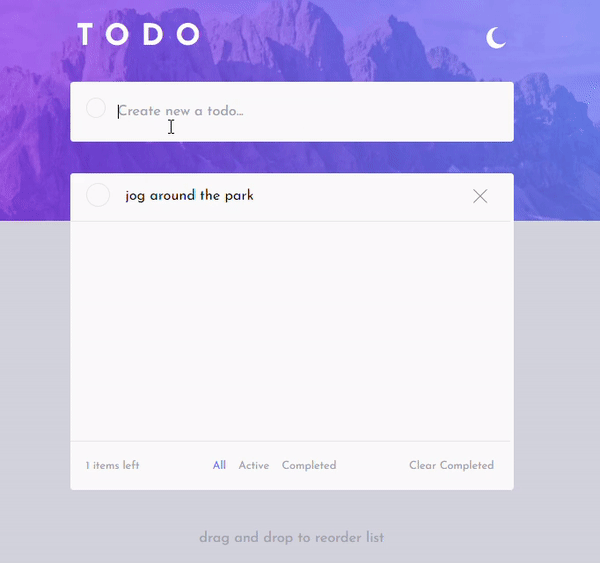 TODO
Create new a todo...
jog around the park
1 items left All Active Completed Clear Completed
drag and drop to reorder list